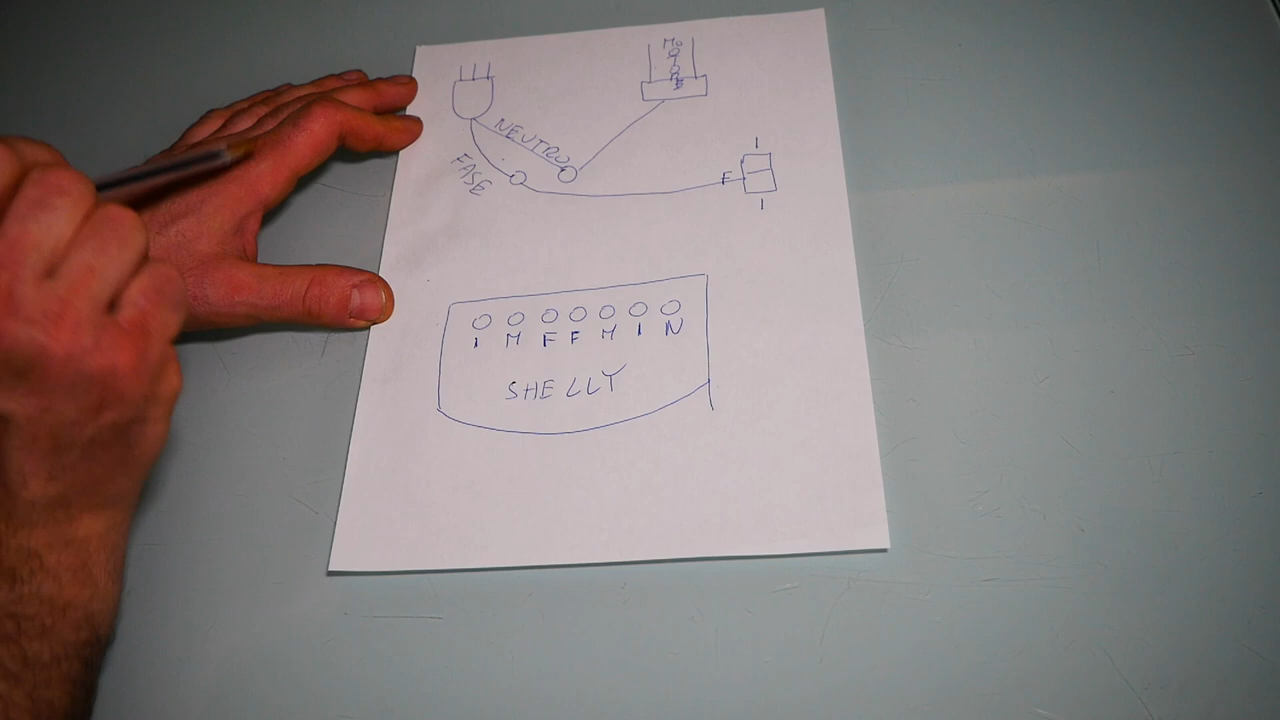 MOTORE
NEUTRO
FASE
I
F
I
I M F F M I N
SHELLY